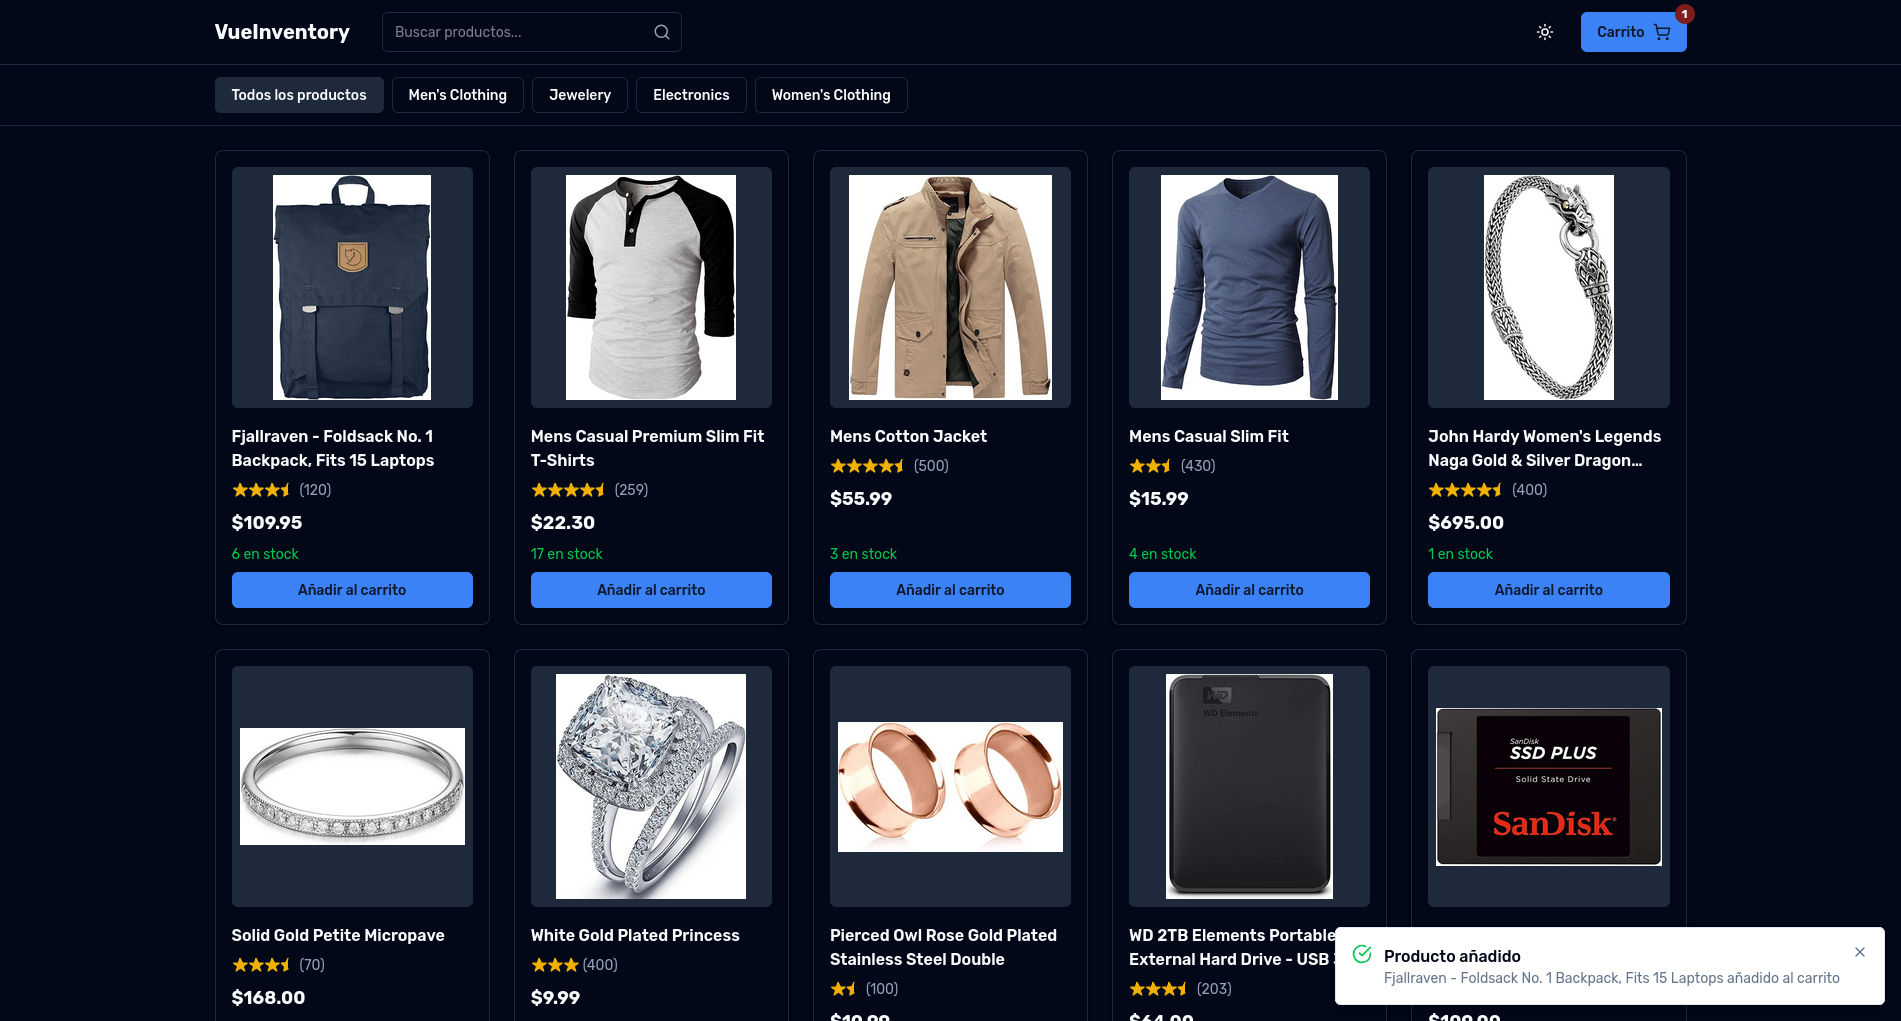 VueInventory
Buscar productos...
Carrito
1
Todos los productos
Men's Clothing
Jewelery
Electronics
Women's Clothing
Fjallraven - Foldsack No. 1
Backpack, Fits 15 Laptops
(120)
$109.95
6 en stock
Añadir al carrito
Mens Casual Premium Slim Fit
T-Shirts
(259)
$22.30
17 en stock
Añadir al carrito
Mens Cotton Jacket
(500)
$55.99
3 en stock
Añadir al carrito
Mens Casual Slim Fit
(430)
$15.99
4 en stock
Añadir al carrito
John Hardy Women's Legends
Naga Gold & Silver Dragon...
(400)
$695.00
1 en stock
Añadir al carrito
Solid Gold Petite Micropave
(70)
$168.00
White Gold Plated Princess
(400)
$9.99
Pierced Owl Rose Gold Plated
Stainless Steel Double
(100)
$10.99
WD
WD Elements
WD 2TB Elements Portable
External Hard Drive - USB
(203)
$64.00
SanDisk
SSD PLUS
Solid State Drive
SanDisk
$109.00
Producto añadido
Fjallraven - Foldsack No. 1 Backpack, Fits 15 Laptops añadido al carrito